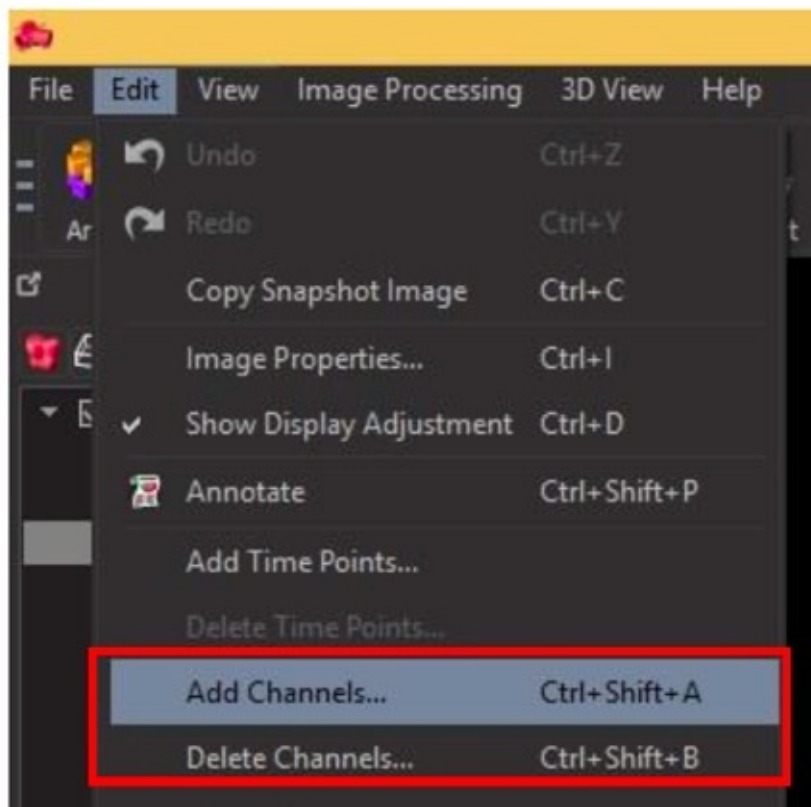 File Edit View Image Processing 3D View Help
Ar
t
Undo Ctrl+Z
Redo Ctrl+Y
Copy Snapshot Image Ctrl+C
Image Properties... Ctrl+I
Show Display Adjustment Ctrl+D
Annotate Ctrl+Shift+P
Add Time Points...
Delete Time Points...
Add Channels... Ctrl+Shift+A
Delete Channels... Ctrl+Shift+B